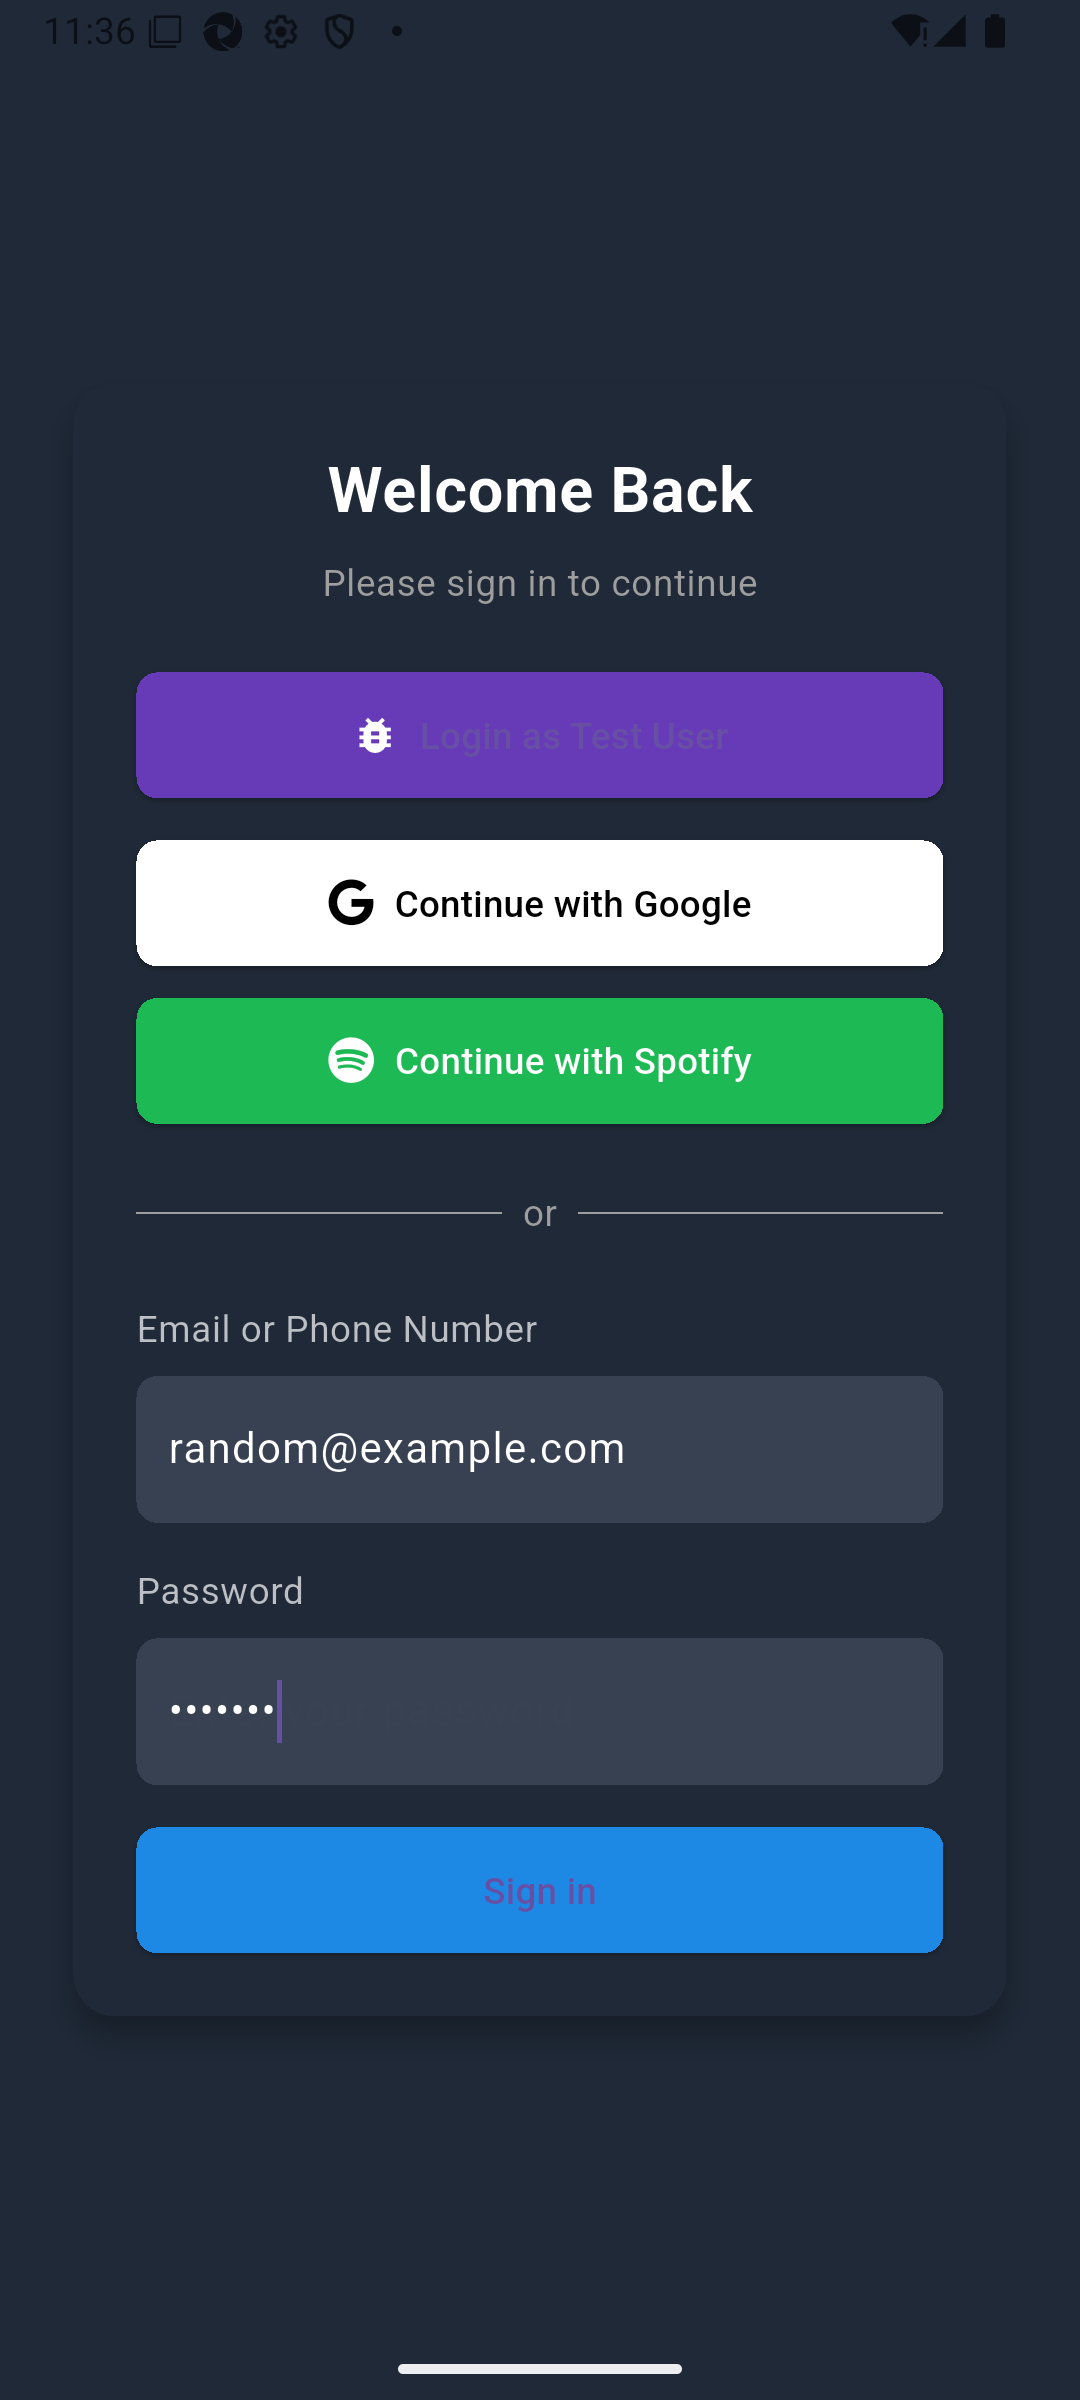 11:36
Welcome Back
Please sign in to continue
Login as Test User
Continue with Google
Continue with Spotify
or
Email or Phone Number
random@example.com
Password
•••••••
Sign in